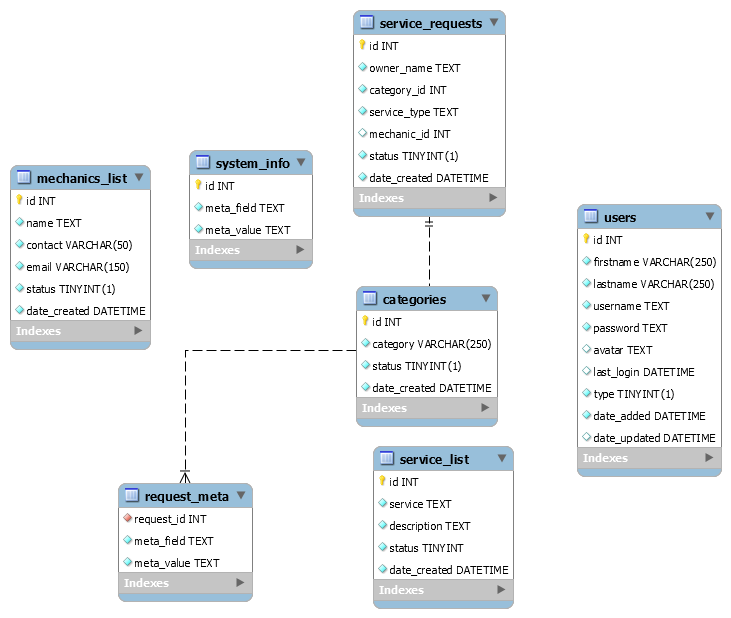 service_requests
id INT
owner_name TEXT
category_id INT
service_type TEXT
mechanic_id INT
status TINYINT(1)
date_created DATETIME
Indexes
system_info
id INT
meta_field TEXT
meta_value TEXT
Indexes
mechanics_list
id INT
name TEXT
contact VARCHAR(50)
email VARCHAR(150)
status TINYINT(1)
date_created DATETIME
Indexes
users
id INT
firstname VARCHAR(250)
lastname VARCHAR(250)
username TEXT
password TEXT
avatar TEXT
last_login DATETIME
type TINYINT(1)
date_added DATETIME
date_updated DATETIME
Indexes
categories
id INT
category VARCHAR(250)
status TINYINT(1)
date_created DATETIME
Indexes
service_list
id INT
service TEXT
description TEXT
status TINYINT
date_created DATETIME
Indexes
request_meta
request_id INT
meta_field TEXT
meta_value TEXT
Indexes